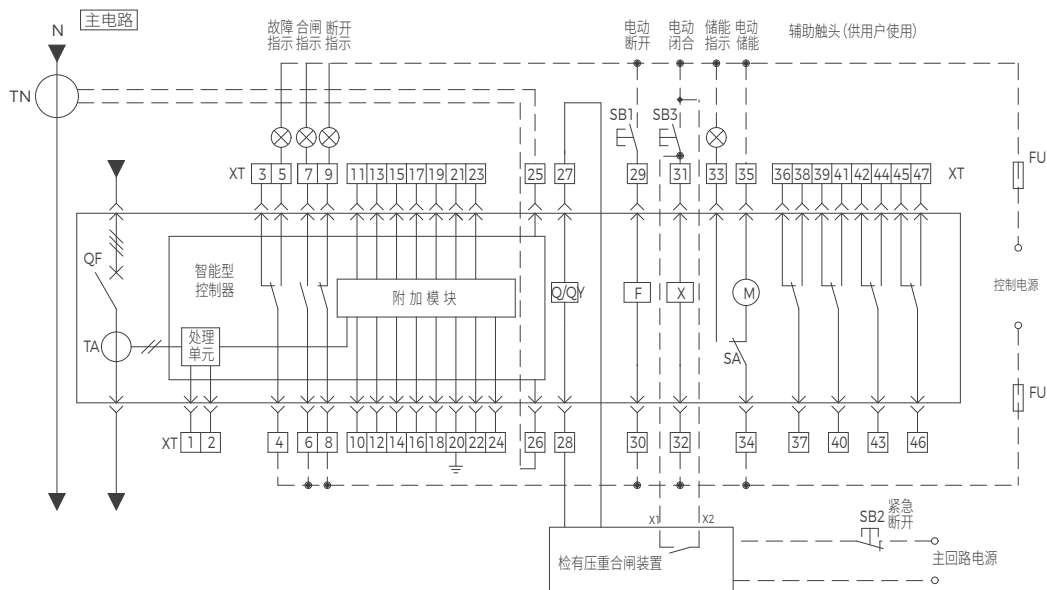 主电路
N
TN
故障 合闸 断开
指示 指示 指示
电动 电动 储能 电动
断开 闭合 指示 储能
辅助触头(供用户使用)
SB1 SB3
FU
XT 3 5 7 9 11 13 15 17 19 21 23 25 27 29 31 33 35 36 38 39 41 42 44 45 47 XT
QF
智能型
控制器
附加模块
Q/QY F X M
控制电源
处理
单元
TA
SA
FU
XT 1 2 4 6 8 10 12 14 16 18 20 22 24 26 28 30 32 34 37 40 43 46
X1 X2
SB2
紧急
断开
检有压重合闸装置
主回路电源